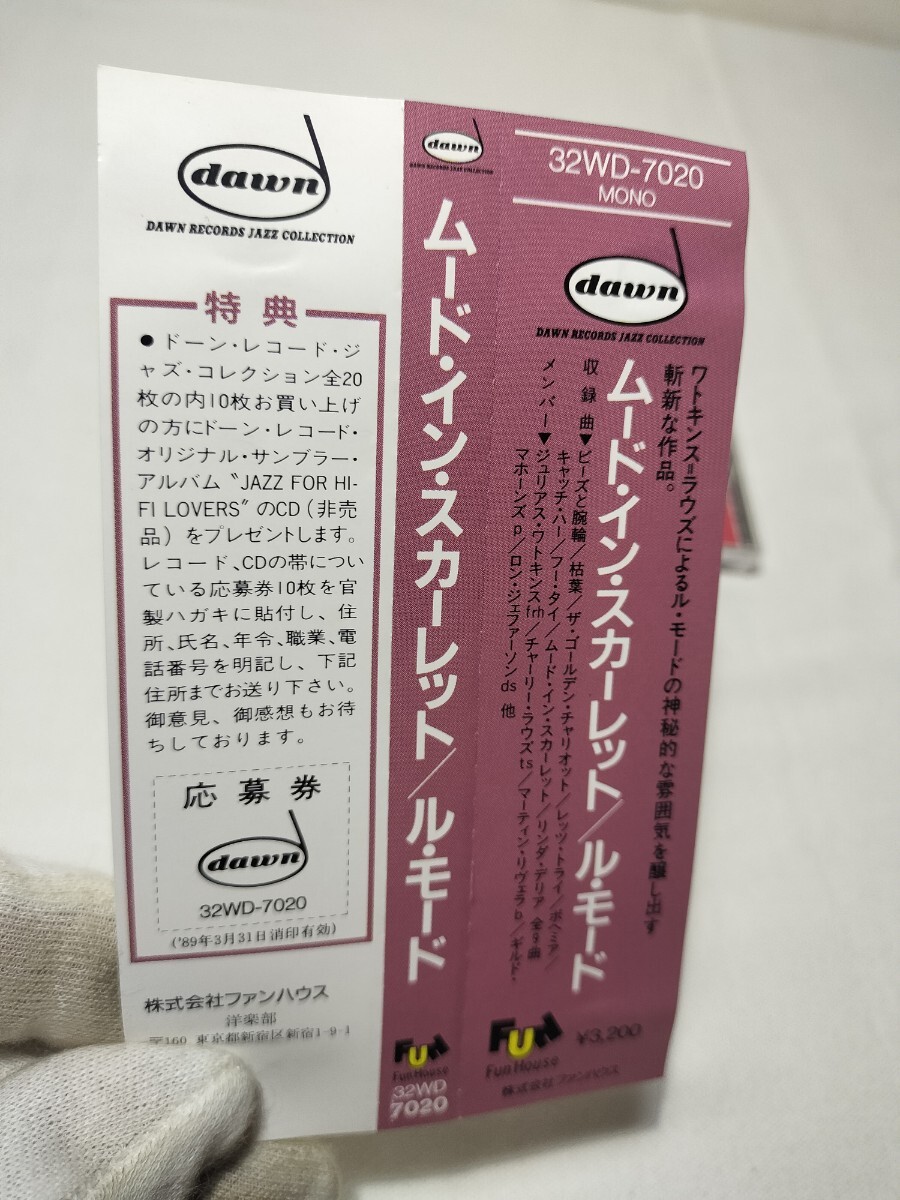 dawn
DAWN RECORDS JAZZ COLLECTION
特典
●ドーン・レコード・ジ
ャズ・コレクション全20
枚の内10枚お買い上げ
の方にドーン・レコード・
オリジナル・サンプラー・
アルバム〝JAZZ FOR HI-
FI LOVERS〞のCD(非売
品)をプレゼントします。
レコード、CDの帯につい
ている応募券10枚を官
製ハガキに貼付し、住
所、氏名、年令、職業、電
話番号を明記し、下記
住所までお送り下さい。
御意見、御感想もお待
ちしております。
応募券
dawn
32WD-7020
('89年3月31日消印有効)
株式会社ファンハウス
洋楽部
〒160 東京都新宿区新宿1-9-1
dawn
DAWN RECORDS JAZZ COLLECTION
ムード・イン・スカーレット/ル・モード
FUN
Fun House
32WD
7020
32WD-7020
MONO
dawn
DAWN RECORDS JAZZ COLLECTION
ワトキンス=ラウズによるル・モードの神秘的な雰囲気を醸し出す
斬新な作品。
ムード・イン・スカーレット/ル・モード
収録曲▼ビーズと腕輪/枯葉/ザ・ゴールデン・チャリオット/レッツ・トライ/ボヘミア/
キャッチ・ハー/フー・タイ/ムード・イン・スカーレット/リンダ・デリア 全9曲
メンバー▼ジュリアス・ワトキンスfrh/チャーリー・ラウズts/マーティン・リヴェラb/ギルド・
マホーンズp/ロン・ジェファーソンds 他
FUN
Fun House
¥3,200
株式会社ファンハウス